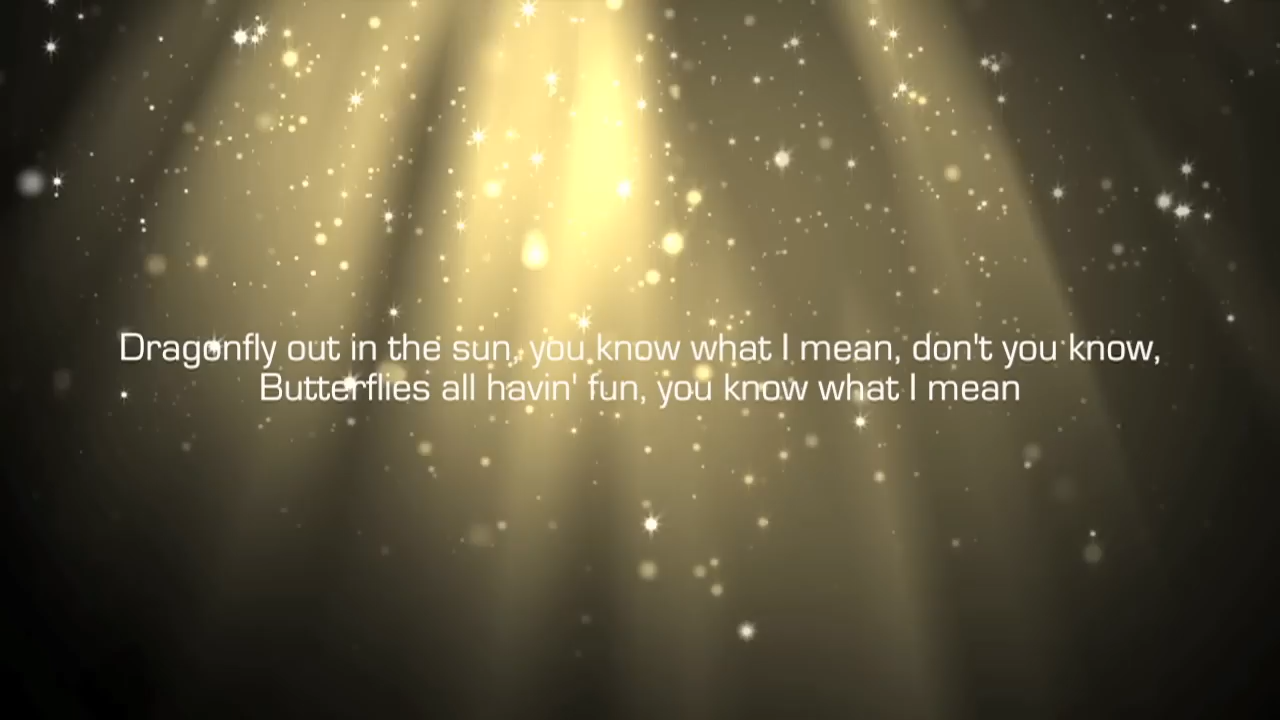 Dragonfly out in the sun, you know what I mean, don't you know,
Butterflies all havin' fun, you know what I mean